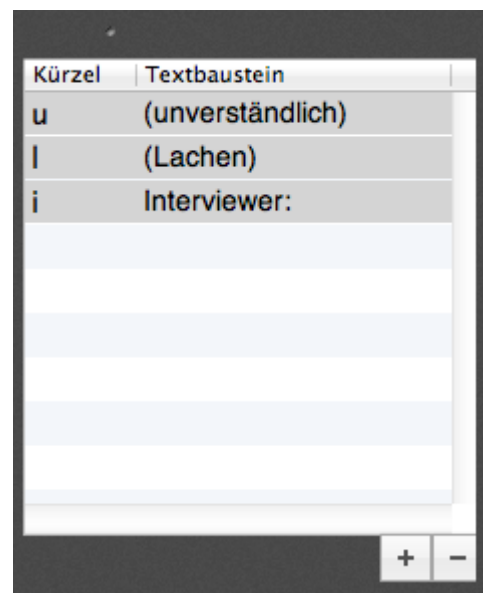 Kürzel Textbaustein
u (unverständlich)
l (Lachen)
i Interviewer:
+ −